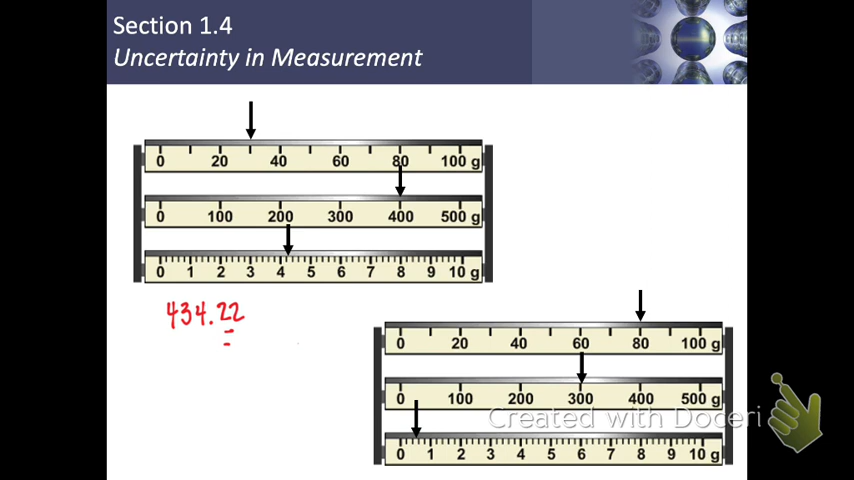 Section 1.4
Uncertainty in Measurement
0 20 40 60 80 100 g
0 100 200 300 400 500 g
0 1 2 3 4 5 6 7 8 9 10 g
434.22
0 20 40 60 80 100 g
0 100 200 300 400 500 g
Created with Doceri
0 1 2 3 4 5 6 7 8 9 10 g